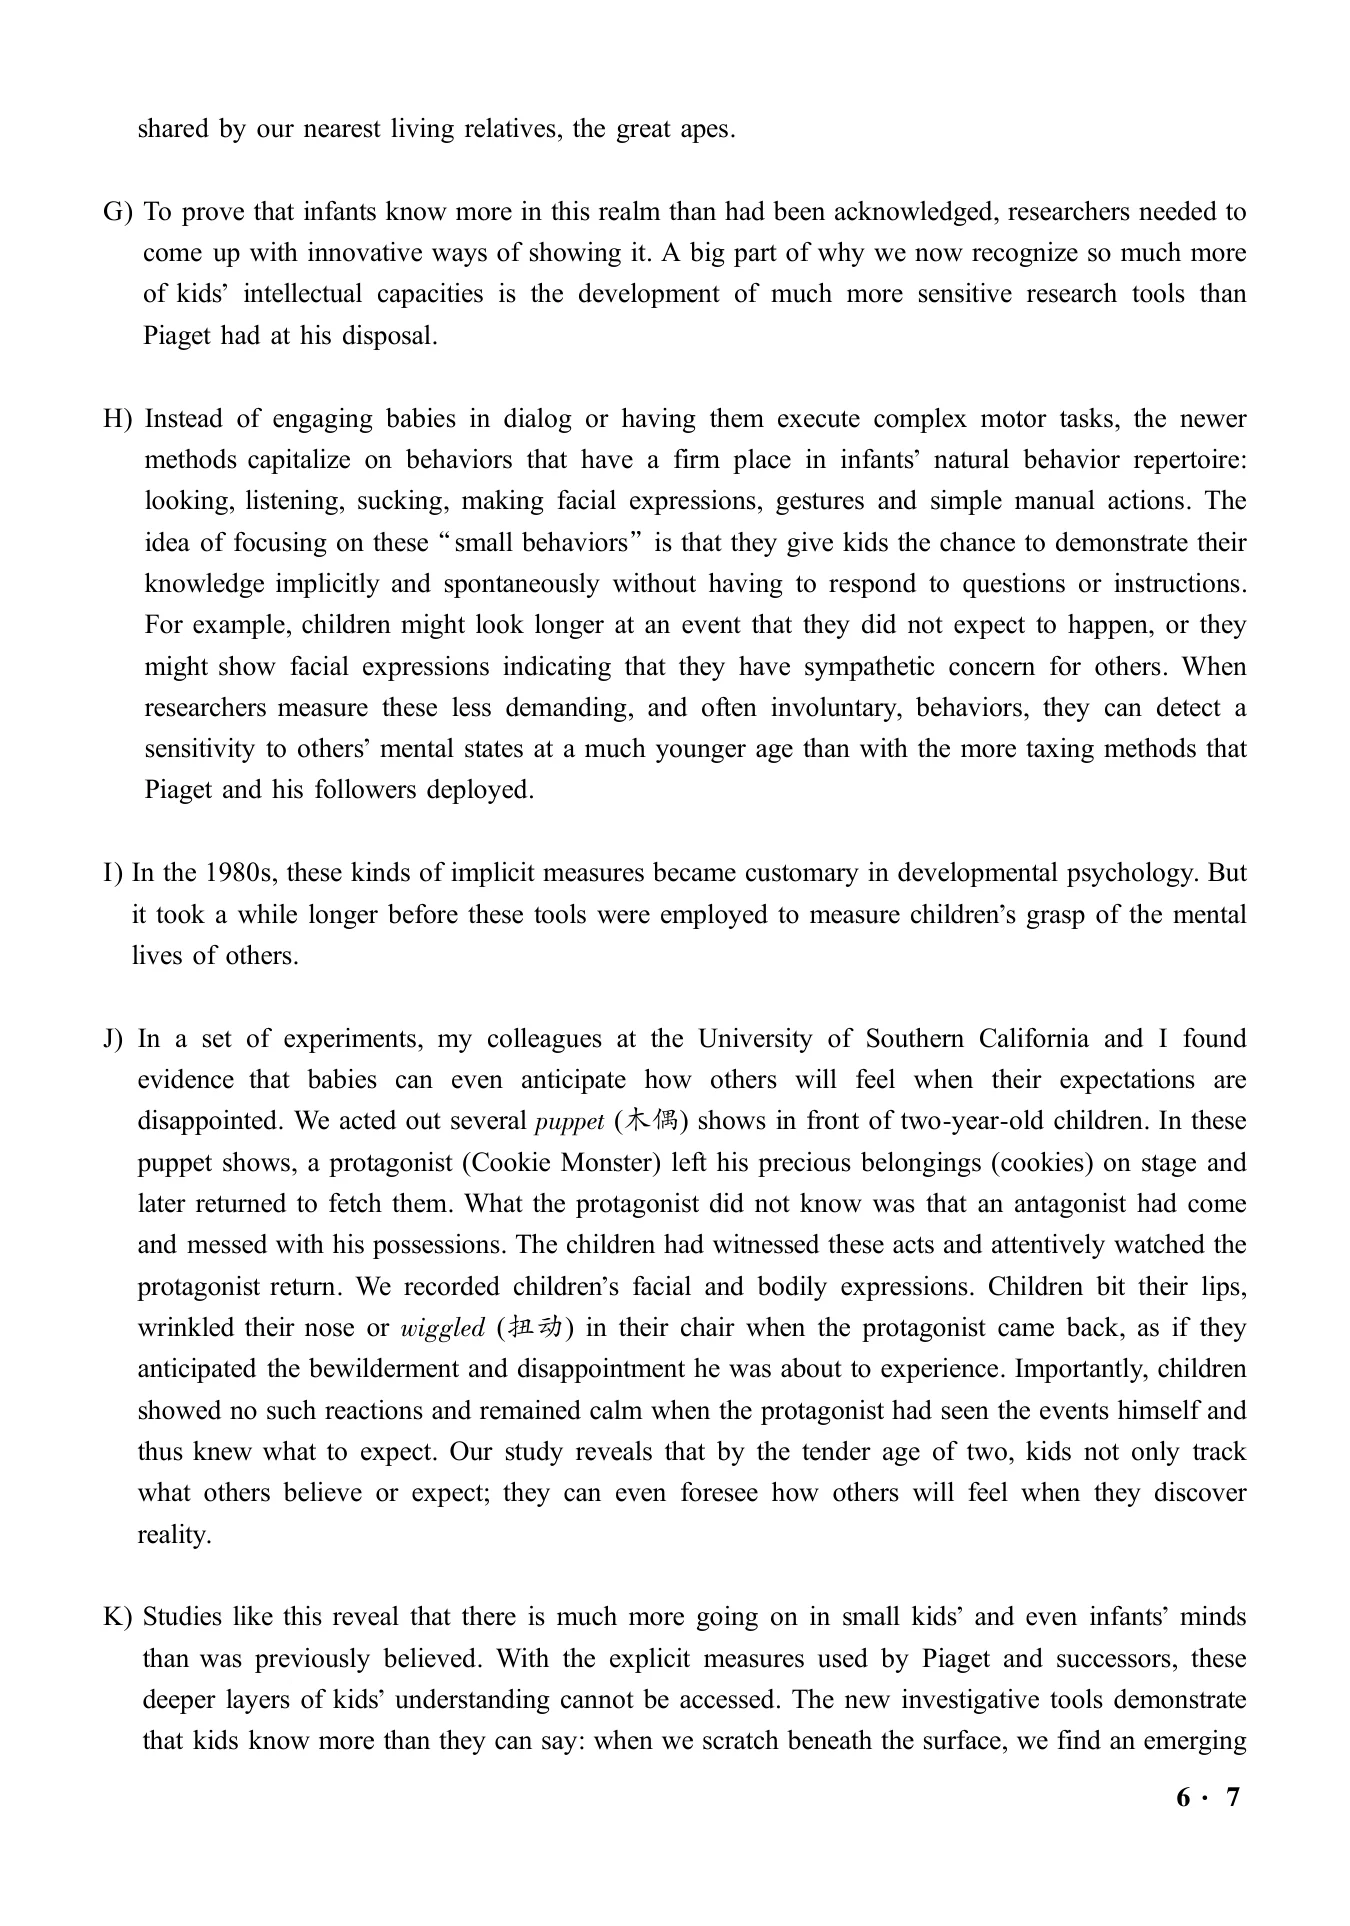 shared by our nearest living relatives, the great apes.
G) To prove that infants know more in this realm than had been acknowledged, researchers needed to
come up with innovative ways of showing it. A big part of why we now recognize so much more
of kids’ intellectual capacities is the development of much more sensitive research tools than
Piaget had at his disposal.
H) Instead of engaging babies in dialog or having them execute complex motor tasks, the newer
methods capitalize on behaviors that have a firm place in infants’ natural behavior repertoire:
looking, listening, sucking, making facial expressions, gestures and simple manual actions. The
idea of focusing on these “small behaviors” is that they give kids the chance to demonstrate their
knowledge implicitly and spontaneously without having to respond to questions or instructions.
For example, children might look longer at an event that they did not expect to happen, or they
might show facial expressions indicating that they have sympathetic concern for others. When
researchers measure these less demanding, and often involuntary, behaviors, they can detect a
sensitivity to others’ mental states at a much younger age than with the more taxing methods that
Piaget and his followers deployed.
I) In the 1980s, these kinds of implicit measures became customary in developmental psychology. But
it took a while longer before these tools were employed to measure children’s grasp of the mental
lives of others.
J) In a set of experiments, my colleagues at the University of Southern California and I found
evidence that babies can even anticipate how others will feel when their expectations are
disappointed. We acted out several puppet (木偶) shows in front of two-year-old children. In these
puppet shows, a protagonist (Cookie Monster) left his precious belongings (cookies) on stage and
later returned to fetch them. What the protagonist did not know was that an antagonist had come
and messed with his possessions. The children had witnessed these acts and attentively watched the
protagonist return. We recorded children’s facial and bodily expressions. Children bit their lips,
wrinkled their nose or wiggled (扭动) in their chair when the protagonist came back, as if they
anticipated the bewilderment and disappointment he was about to experience. Importantly, children
showed no such reactions and remained calm when the protagonist had seen the events himself and
thus knew what to expect. Our study reveals that by the tender age of two, kids not only track
what others believe or expect; they can even foresee how others will feel when they discover
reality.
K) Studies like this reveal that there is much more going on in small kids’ and even infants’ minds
than was previously believed. With the explicit measures used by Piaget and successors, these
deeper layers of kids’ understanding cannot be accessed. The new investigative tools demonstrate
that kids know more than they can say: when we scratch beneath the surface, we find an emerging
6 · 7